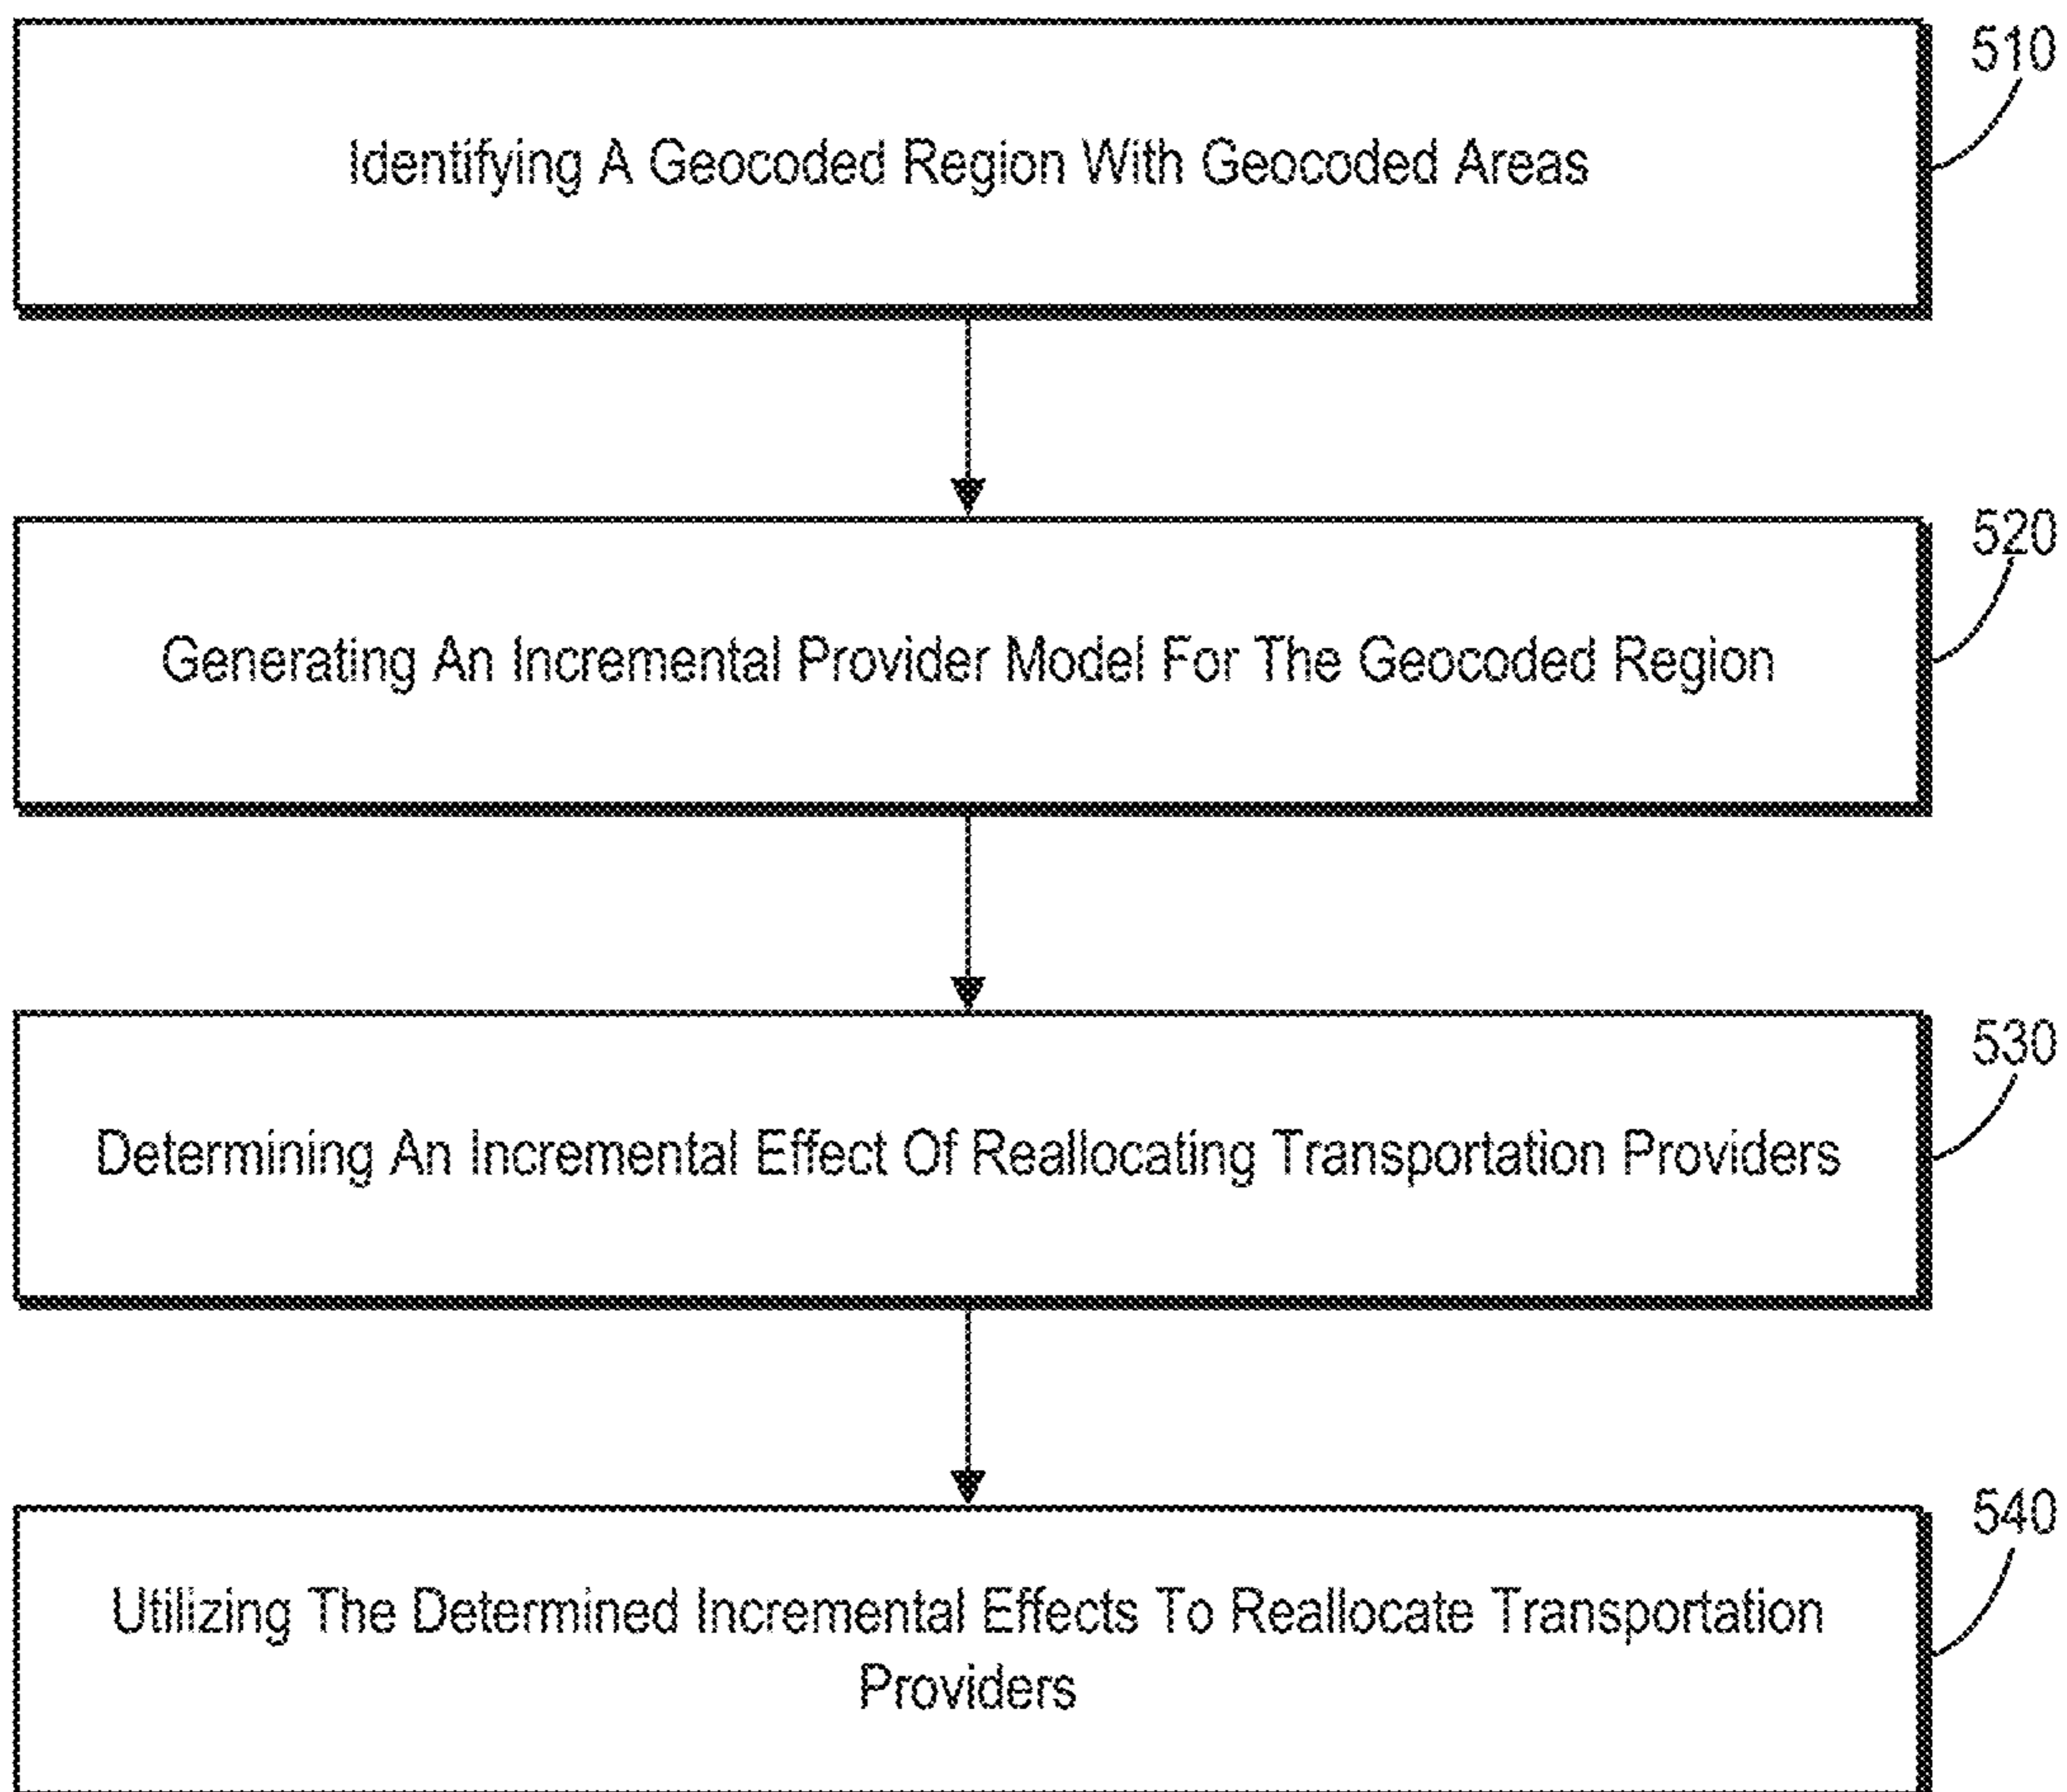 510
Identifying A Geocoded Region With Geocoded Areas
520
Generating An Incremental Provider Model For The Geocoded Region
530
Determining An Incremental Effect Of Reallocating Transportation Providers
540
Utilizing The Determined Incremental Effects To Reallocate Transportation
Providers